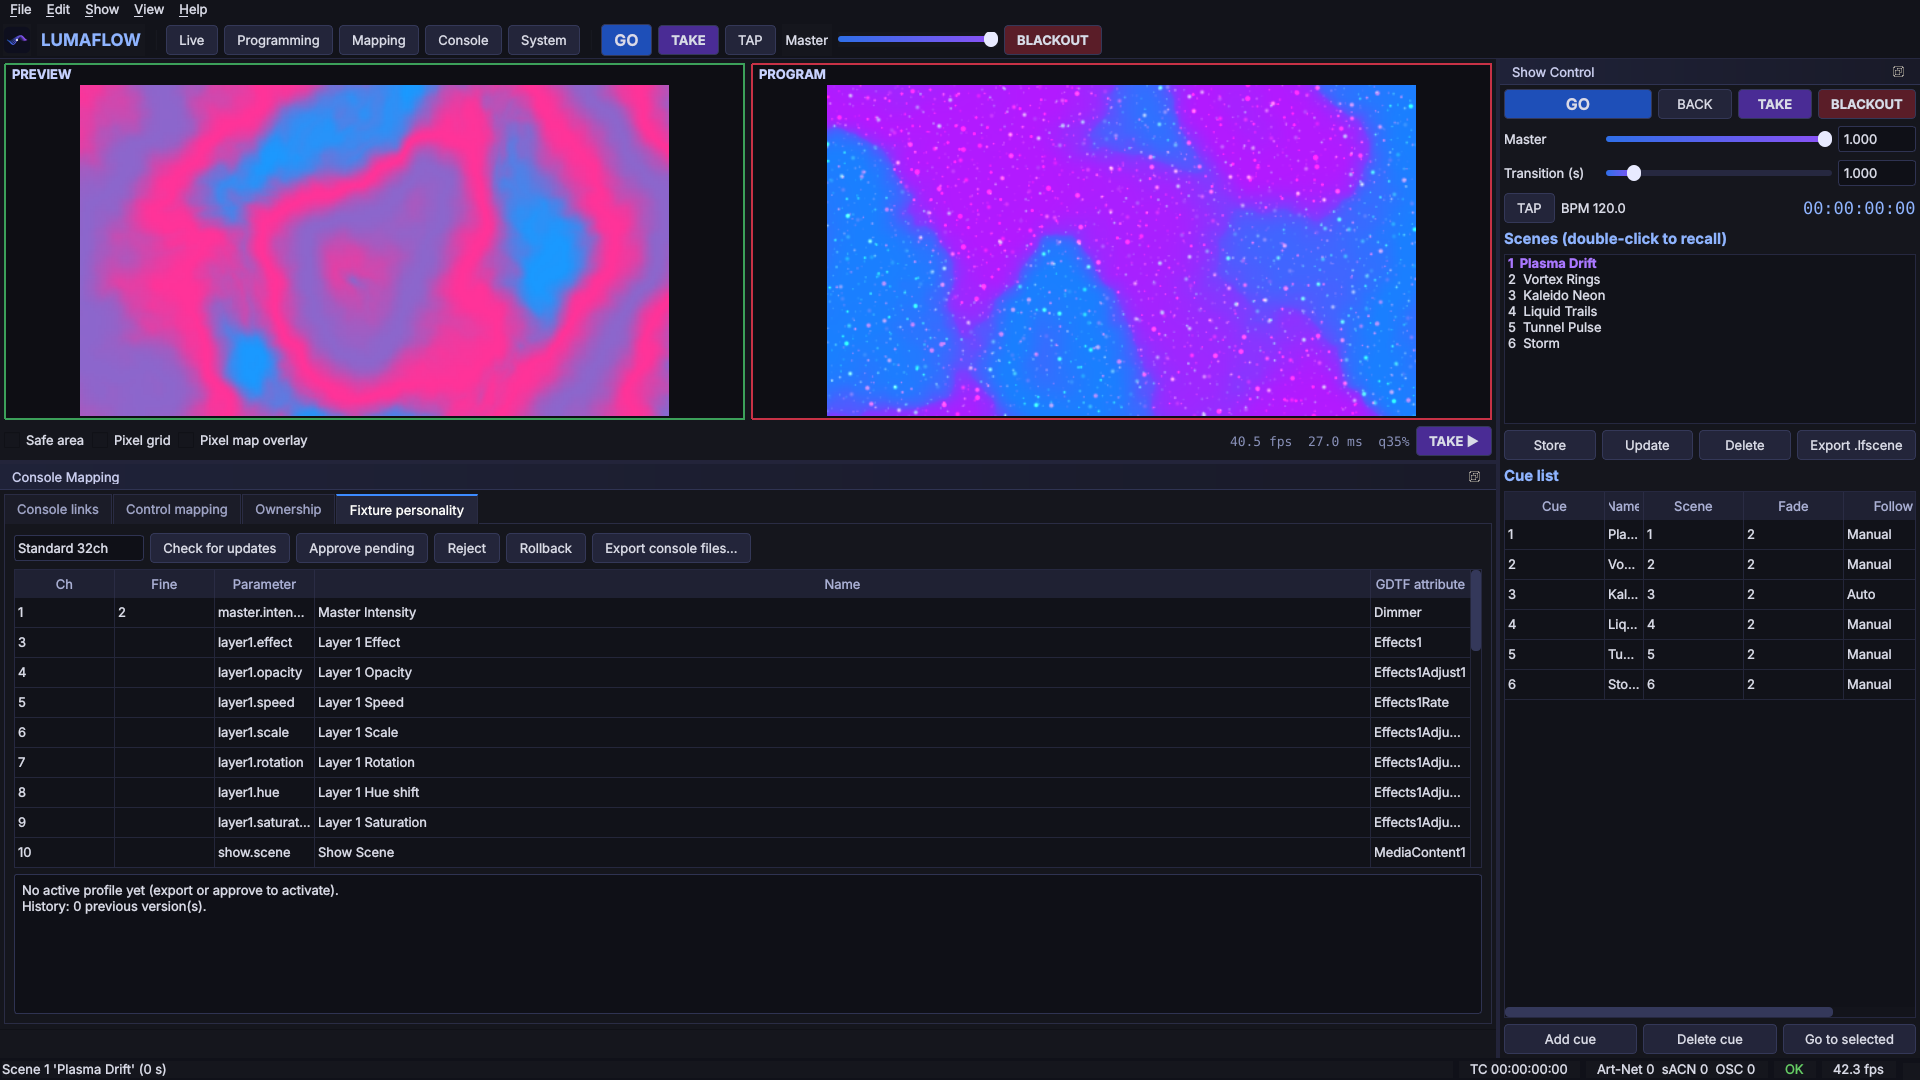 File Edit Show View Help
LUMAFLOW Live Programming Mapping Console System GO TAKE TAP Master BLACKOUT
PREVIEW
PROGRAM
Safe area Pixel grid Pixel map overlay 40.5 fps 27.0 ms q35% TAKE ▶
Console Mapping
Console links Control mapping Ownership Fixture personality
Standard 32ch Check for updates Approve pending Reject Rollback Export console files...
Ch Fine Parameter Name GDTF attribute
1 2 master.inten... Master Intensity Dimmer
3 layer1.effect Layer 1 Effect Effects1
4 layer1.opacity Layer 1 Opacity Effects1Adjust1
5 layer1.speed Layer 1 Speed Effects1Rate
6 layer1.scale Layer 1 Scale Effects1Adju...
7 layer1.rotation Layer 1 Rotation Effects1Adju...
8 layer1.hue Layer 1 Hue shift Effects1Adju...
9 layer1.saturat... Layer 1 Saturation Effects1Adju...
10 show.scene Show Scene MediaContent1
No active profile yet (export or approve to activate).
History: 0 previous version(s).
Show Control
GO BACK TAKE BLACKOUT
Master 1.000
Transition (s) 1.000
TAP BPM 120.0 00:00:00:00
Scenes (double-click to recall)
1 Plasma Drift
2 Vortex Rings
3 Kaleido Neon
4 Liquid Trails
5 Tunnel Pulse
6 Storm
Store Update Delete Export .lfscene
Cue list
Cue Name Scene Fade Follow
1 Pla... 1 2 Manual
2 Vo... 2 2 Manual
3 Kal... 3 2 Auto
4 Liq... 4 2 Manual
5 Tu... 5 2 Manual
6 Sto... 6 2 Manual
Add cue Delete cue Go to selected
Scene 1 'Plasma Drift' (0 s) TC 00:00:00:00 Art-Net 0 sACN 0 OSC 0 OK 42.3 fps